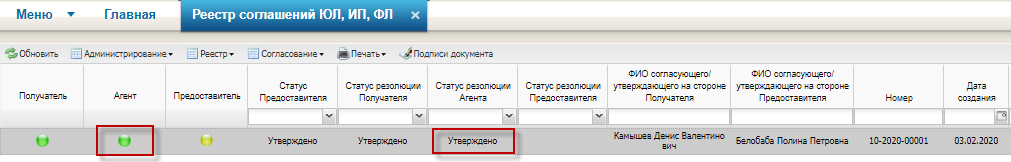 Меню Главная Реестр соглашений ЮЛ, ИП, ФЛ
Обновить Администрирование Реестр Согласование Печать Подписи документа
Получатель Агент Предоставитель Статус Предоставителя Статус резолюции Получателя Статус резолюции Агента Статус резолюции Предоставителя ФИО согласующего/ утверждающего на стороне Получателя ФИО согласующего/ утверждающего на стороне Предоставителя Номер Дата создания
Утверждено Утверждено Утверждено Камышев Денис Валентинович Белобаба Полина Петровна 10-2020-00001 03.02.2020